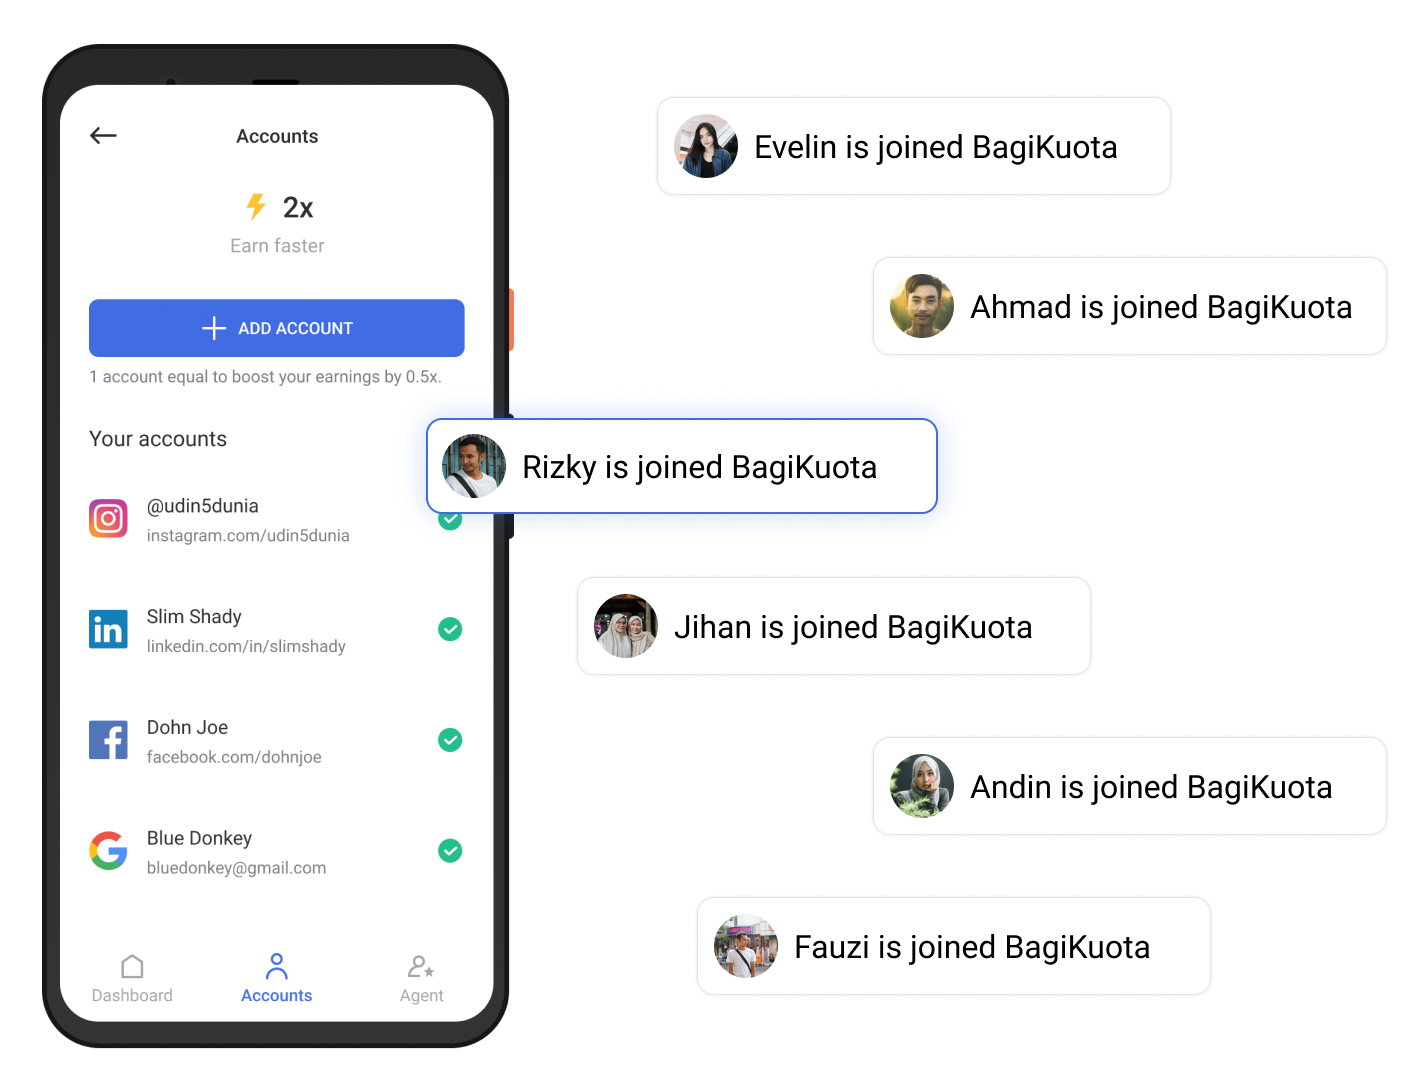 Accounts
2x
Earn faster
ADD ACCOUNT
1 account equal to boost your earnings by 0.5x.
Your accounts
@udin5dunia
instagram.com/udin5dunia
in
Slim Shady
linkedin.com/in/slimshady
f
Dohn Joe
facebook.com/dohnjoe
G
Blue Donkey
bluedonkey@gmail.com
Dashboard
Accounts
Agent
Evelin is joined BagiKuota
Ahmad is joined BagiKuota
Rizky is joined BagiKuota
Jihan is joined BagiKuota
Andin is joined BagiKuota
Fauzi is joined BagiKuota